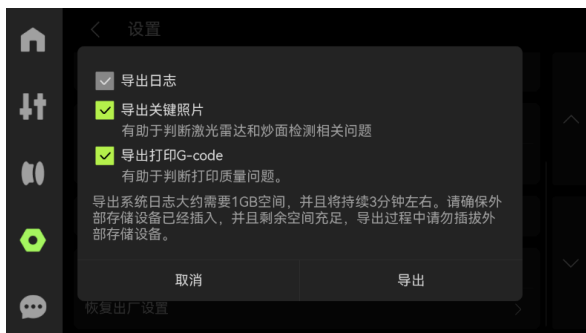 设置
导出日志
导出关键照片
有助于判断激光雷达和炒面检测相关问题
导出打印G-code
有助于判断打印质量问题。
导出系统日志大约需要1GB空间，并且将持续3分钟左右。请确保外
部存储设备已经插入，并且剩余空间充足，导出过程中请勿插拔外
部存储设备。
取消
导出
恢复出厂设置